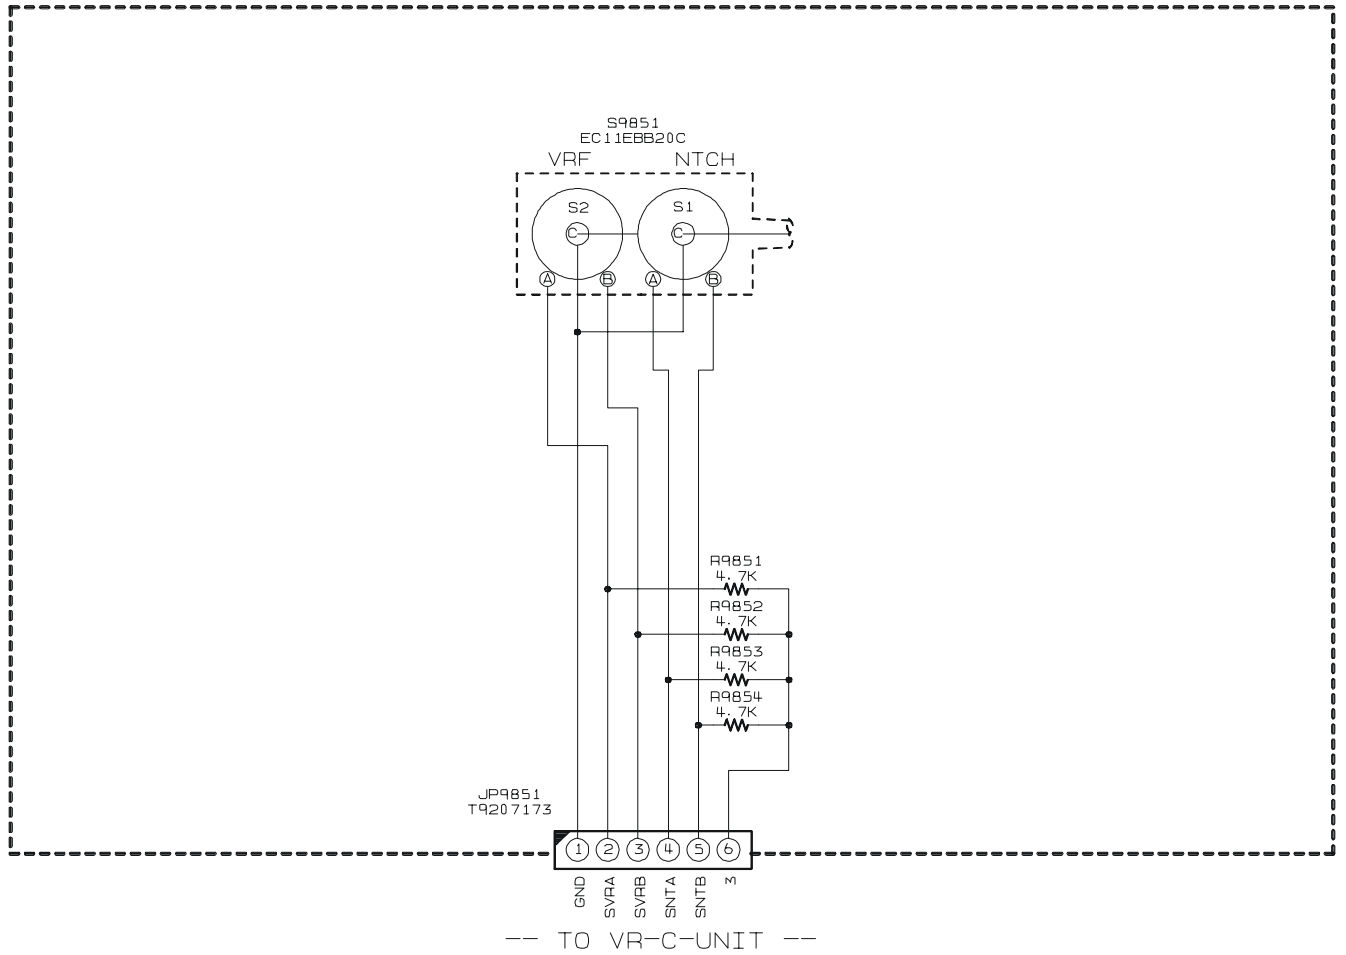 S9851
EC11EBB20C
VRF NTCH
S2 S1
C C
A B A B
R9851
4.7K
R9852
4.7K
R9853
4.7K
R9854
4.7K
JP9851
T9207173
1 2 3 4 5 6
GND SVRA SVRB SNTA SNTB 3
-- TO VR-C-UNIT --